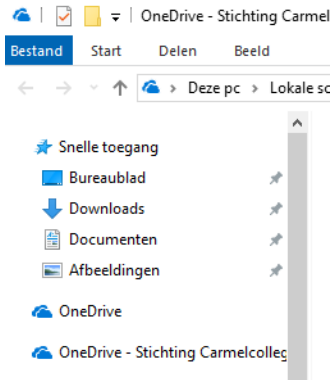 OneDrive - Stichting Carmel
Bestand Start Delen Beeld
Deze pc > Lokale sc
Snelle toegang
Bureaublad
Downloads
Documenten
Afbeeldingen
OneDrive
OneDrive - Stichting Carmelcolleg